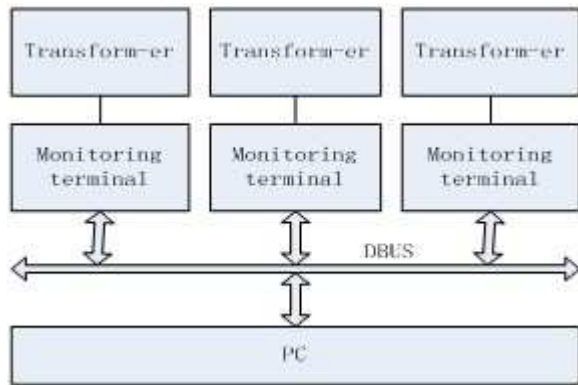 Transform-er Transform-er Transform-er
Monitoring Monitoring Monitoring
terminal terminal terminal
DBUS
PC